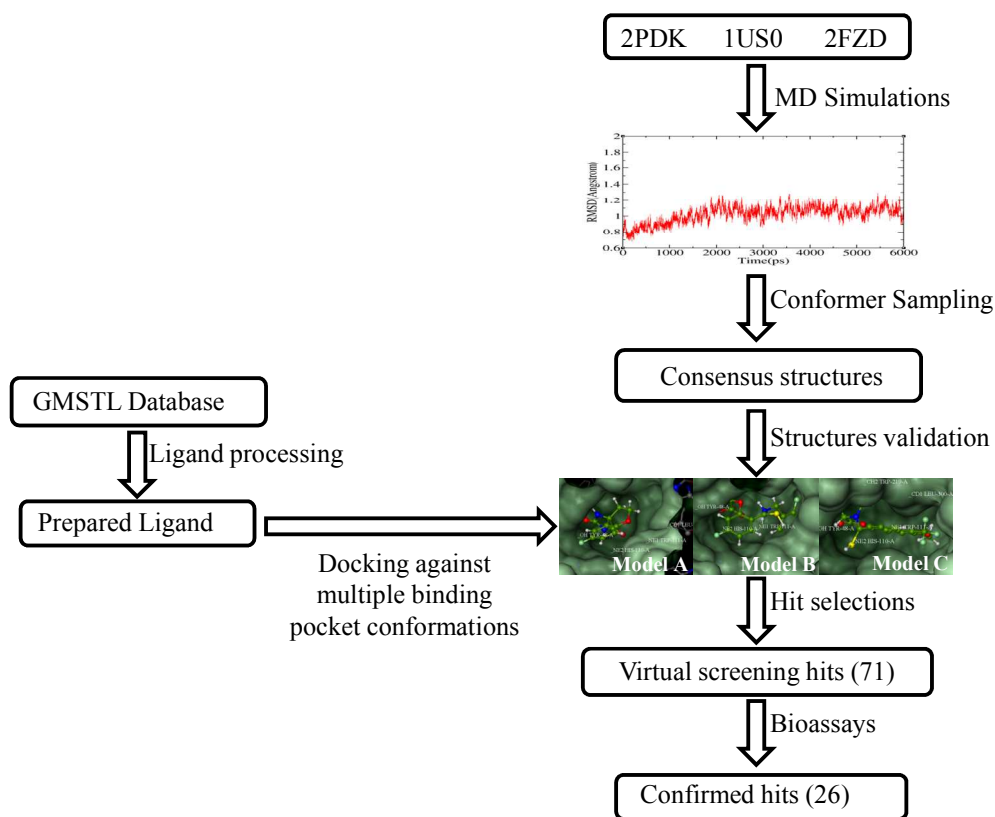 2PDK 1US0 2FZD
MD Simulations
2
1.8
1.6
1.4
1.2
1
0.8
0.6
RMSD(Angstrom)
0 1000 2000 3000 4000 5000 6000
Time(ps)
Conformer Sampling
Consensus structures
Structures validation
GMSTL Database
Ligand processing
Prepared Ligand
Docking against
multiple binding
pocket conformations
Model A
Model B
Model C
Hit selections
Virtual screening hits (71)
Bioassays
Confirmed hits (26)